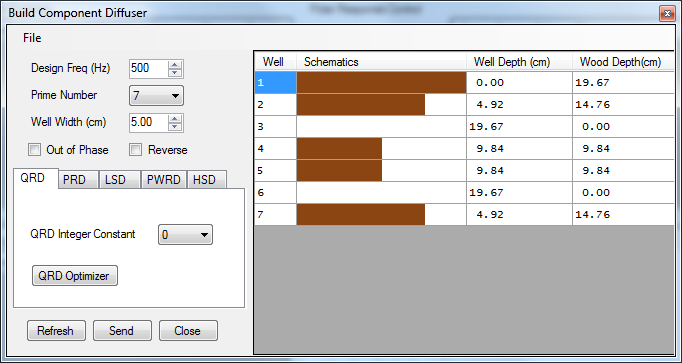 Build Component Diffuser
File
Design Freq (Hz) 500
Prime Number 7
Well Width (cm) 5.00
Out of Phase Reverse
QRD PRD LSD PWRD HSD
QRD Integer Constant 0
QRD Optimizer
Refresh Send Close
Well Schematics Well Depth (cm) Wood Depth(cm)
1 0.00 19.67
2 4.92 14.76
3 19.67 0.00
4 9.84 9.84
5 9.84 9.84
6 19.67 0.00
7 4.92 14.76